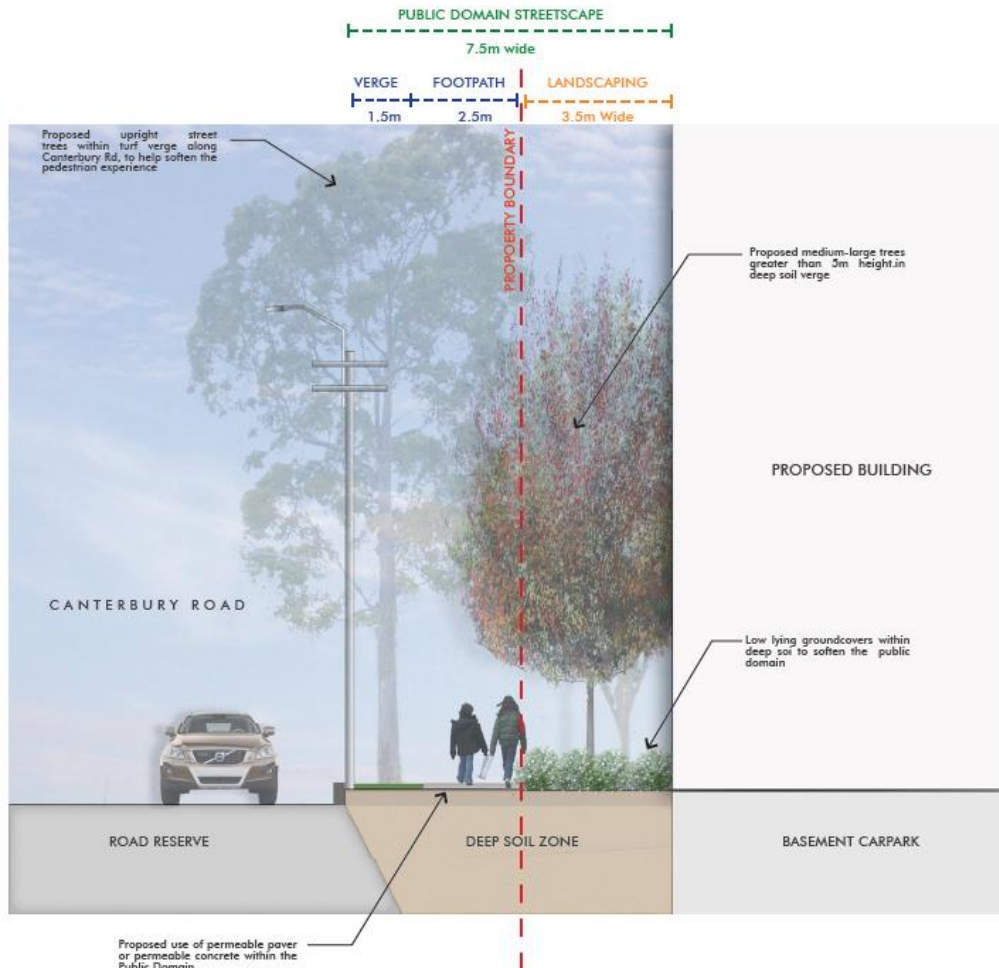 PUBLIC DOMAIN STREETSCAPE
7.5m wide
VERGE FOOTPATH LANDSCAPING
1.5m 2.5m 3.5m Wide
Proposed upright street
trees within turf verge along
Canterbury Rd, to help soften the
pedestrian experience
PROPOERTY BOUNDARY
Proposed medium-large trees
greater than 5m height.in
deep soil verge
PROPOSED BUILDING
CANTERBURY ROAD
Low lying groundcovers within
deep soi to soften the public
domain
ROAD RESERVE
DEEP SOIL ZONE
BASEMENT CARPARK
Proposed use of permeable paver
or permeable concrete within the
Public Domain